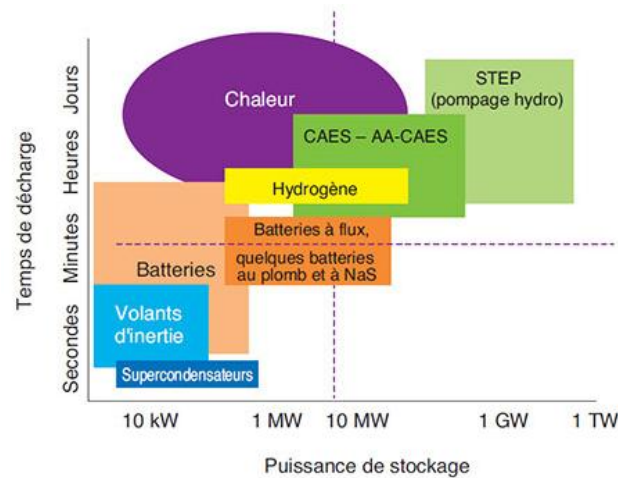 Temps de décharge
Jours
Heures
Minutes
Secondes
Chaleur
STEP
(pompage hydro)
CAES – AA-CAES
Hydrogène
Batteries à flux,
quelques batteries
au plomb et à NaS
Batteries
Volants
d'inertie
Supercondensateurs
10 kW
1 MW
10 MW
1 GW
1 TW
Puissance de stockage